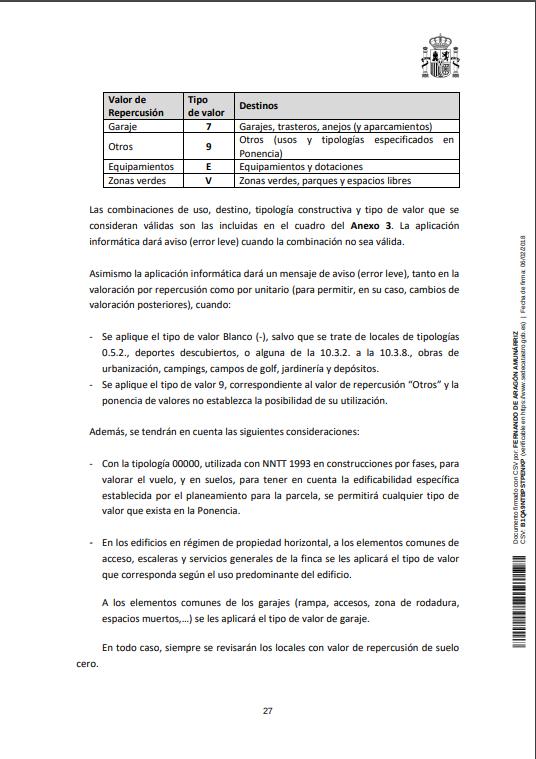 Valor de Repercusión | Tipo de valor | Destinos
Garaje | 7 | Garajes, trasteros, anejos (y aparcamientos)
Otros | 9 | Otros (usos y tipologías especificados en Ponencia)
Equipamientos | E | Equipamientos y dotaciones
Zonas verdes | V | Zonas verdes, parques y espacios libres
Las combinaciones de uso, destino, tipología constructiva y tipo de valor que se
consideran válidas son las incluidas en el cuadro del Anexo 3. La aplicación
informática dará aviso (error leve) cuando la combinación no sea válida.
Asimismo la aplicación informática dará un mensaje de aviso (error leve), tanto en la
valoración por repercusión como por unitario (para permitir, en su caso, cambios de
valoración posteriores), cuando:
- Se aplique el tipo de valor Blanco (-), salvo que se trate de locales de tipologías
0.5.2., deportes descubiertos, o alguna de la 10.3.2. a la 10.3.8., obras de
urbanización, campings, campos de golf, jardinería y depósitos.
- Se aplique el tipo de valor 9, correspondiente al valor de repercusión “Otros” y la
ponencia de valores no establezca la posibilidad de su utilización.
Además, se tendrán en cuenta las siguientes consideraciones:
- Con la tipología 00000, utilizada con NNTT 1993 en construcciones por fases, para
valorar el vuelo, y en suelos, para tener en cuenta la edificabilidad específica
establecida por el planeamiento para la parcela, se permitirá cualquier tipo de
valor que exista en la Ponencia.
- En los edificios en régimen de propiedad horizontal, a los elementos comunes de
acceso, escaleras y servicios generales de la finca se les aplicará el tipo de valor
que corresponda según el uso predominante del edificio.
A los elementos comunes de los garajes (rampa, accesos, zona de rodadura,
espacios muertos,...) se les aplicará el tipo de valor de garaje.
En todo caso, siempre se revisarán los locales con valor de repercusión de suelo
cero.
27
Documento firmado con CSV por: FERNANDO DE ARAGÓN AMUNÁRRIZ
CSV: (verificable en https://www.sedecatastro.gob.es) | Fecha de firma: 06/02/2018